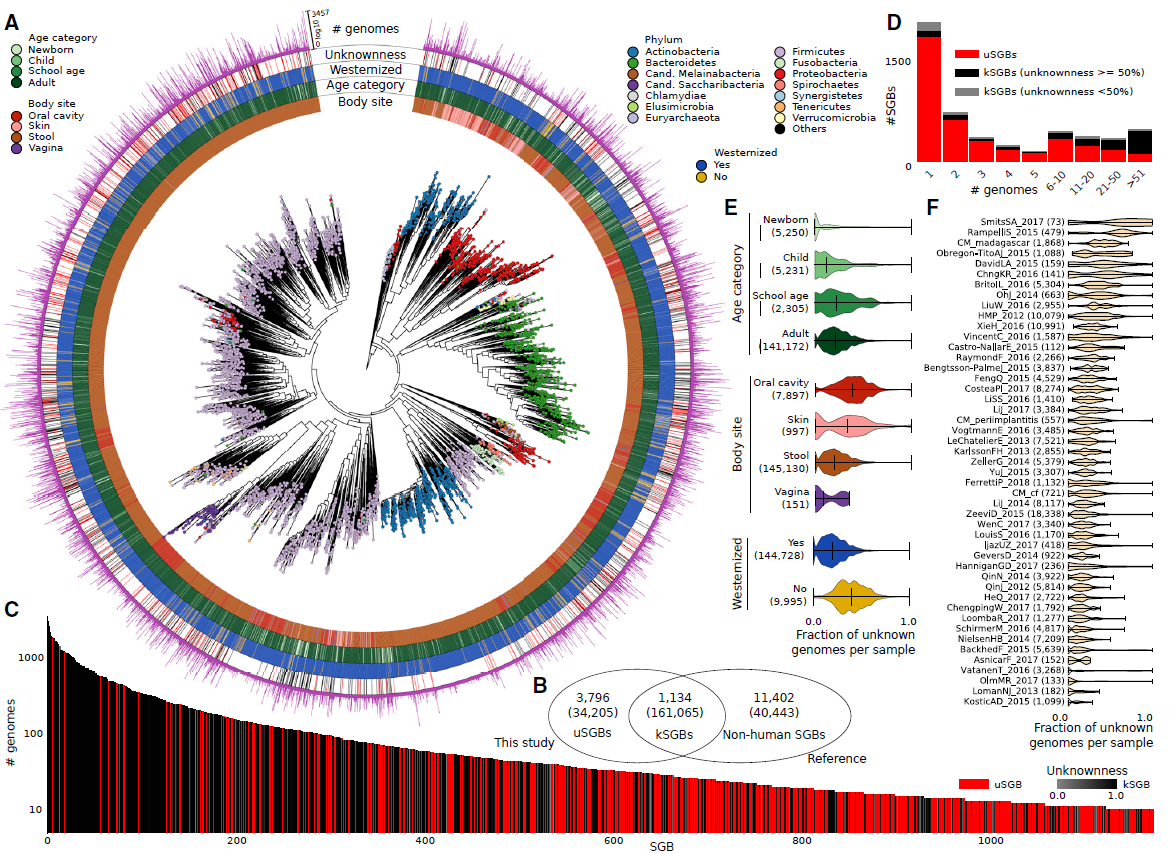 A
Age category
Newborn
Child
School age
Adult
Body site
Oral cavity
Skin
Stool
Vagina
3457
log10
0
# genomes
Unknownness
Westernized
Age category
Body site
Phylum
Actinobacteria
Bacteroidetes
Cand. Melainabacteria
Cand. Saccharibacteria
Chlamydiae
Elusimicrobia
Euryarchaeota
Firmicutes
Fusobacteria
Proteobacteria
Spirochaetes
Synergistetes
Tenericutes
Verrucomicrobia
Others
Westernized
Yes
No
D
#SGBs
1500
0
uSGBs
kSGBs (unknownness >= 50%)
kSGBs (unknownness <50%)
1
2
3
4
5
6-10
11-20
21-50
>51
# genomes
E
Age category
Newborn
(5,250)
Child
(5,231)
School age
(2,305)
Adult
(141,172)
Body site
Oral cavity
(7,897)
Skin
(997)
Stool
(145,130)
Vagina
(151)
Westernized
Yes
(144,728)
No
(9,995)
0.0
1.0
Fraction of unknown
genomes per sample
F
SmitsSA_2017 (73)
RampelliS_2015 (479)
CM_madagascar (1,868)
Obregon-TitoAJ_2015 (1,088)
DavidLA_2015 (159)
ChngKR_2016 (141)
BritoIL_2016 (5,304)
OhJ_2014 (663)
LiuW_2016 (2,955)
HMP_2012 (10,079)
XieH_2016 (10,991)
VincentC_2016 (1,587)
Castro-NallarE_2015 (112)
RaymondF_2016 (2,266)
Bengtsson-PalmeJ_2015 (3,837)
FengQ_2015 (4,529)
CosteaPI_2017 (8,274)
LiSS_2016 (1,410)
LiJ_2017 (3,384)
CM_periimplantitis (557)
VogtmannE_2016 (3,485)
LeChatelierE_2013 (7,521)
KarlssonFH_2013 (2,855)
ZellerG_2014 (5,379)
YuJ_2015 (3,307)
FerrettiP_2018 (1,132)
CM_cf (721)
LiJ_2014 (8,117)
ZeeviD_2015 (18,338)
WenC_2017 (3,340)
LouisS_2016 (1,170)
IjazUZ_2017 (418)
GeversD_2014 (922)
HanniganGD_2017 (236)
QinN_2014 (3,922)
QinJ_2012 (5,814)
HeQ_2017 (2,722)
ChengpingW_2017 (1,792)
LoombaR_2017 (1,277)
SchirmerM_2016 (4,817)
NielsenHB_2014 (7,209)
BackhedF_2015 (5,639)
AsnicarF_2017 (152)
VatanenT_2016 (3,268)
OlmMR_2017 (133)
LomanNJ_2013 (182)
KosticAD_2015 (1,099)
0.0
1.0
Fraction of unknown
genomes per sample
B
3,796
(34,205)
uSGBs
1,134
(161,065)
kSGBs
11,402
(40,443)
Non-human SGBs
This study
Reference
C
# genomes
1000
100
10
0
200
400
600
800
1000
SGB
uSGB
Unknownness
kSGB
0.0
1.0